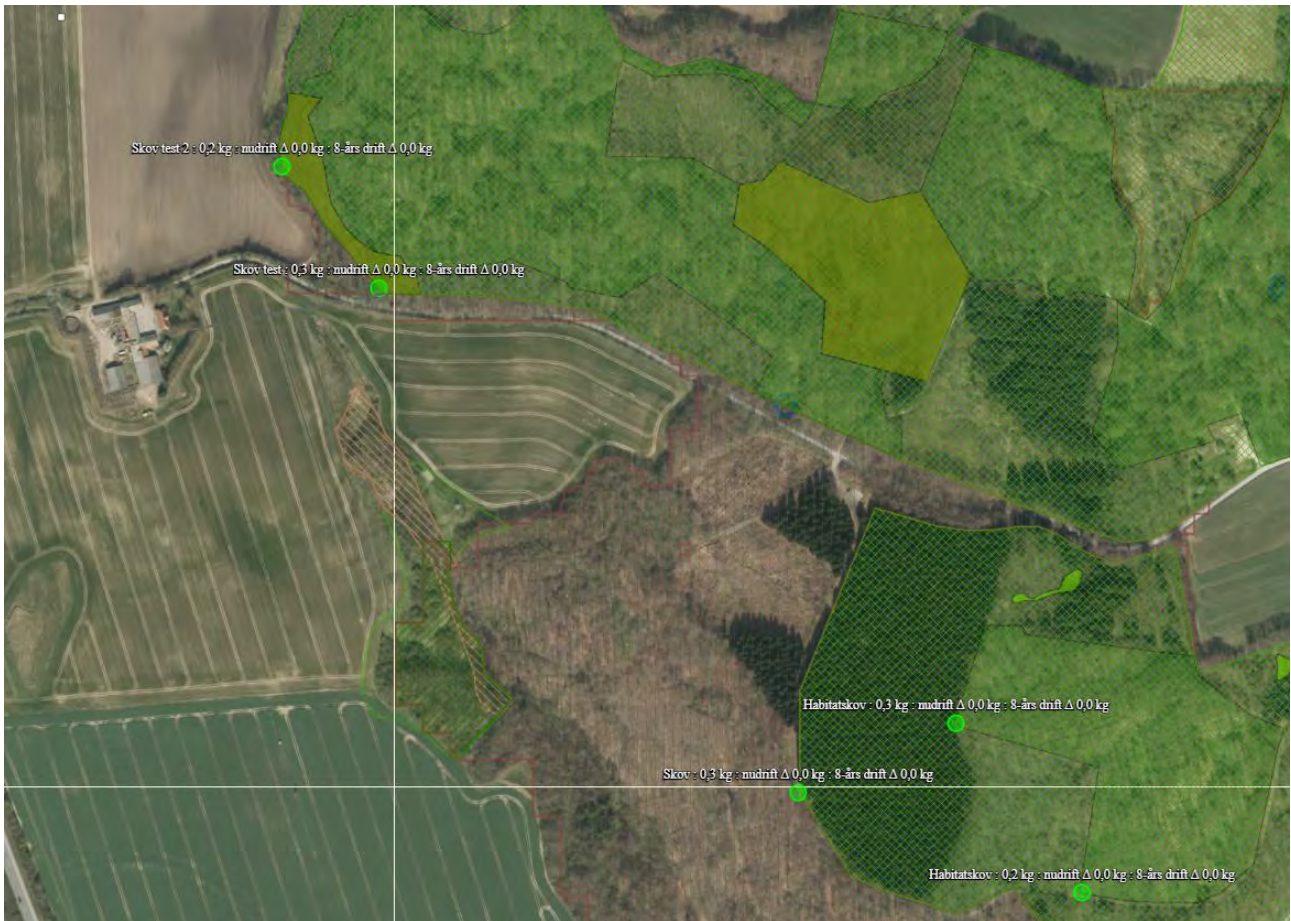 Skov test 2 : 0,2 kg : nudrift Δ 0,0 kg : 8-års drift Δ 0,0 kg
Skov test : 0,3 kg : nudrift Δ 0,0 kg : 8-års drift Δ 0,0 kg
Habitatskov : 0,3 kg : nudrift Δ 0,0 kg : 8-års drift Δ 0,0 kg
Skov : 0,3 kg : nudrift Δ 0,0 kg : 8-års drift Δ 0,0 kg
Habitatskov : 0,2 kg : nudrift Δ 0,0 kg : 8-års drift Δ 0,0 kg